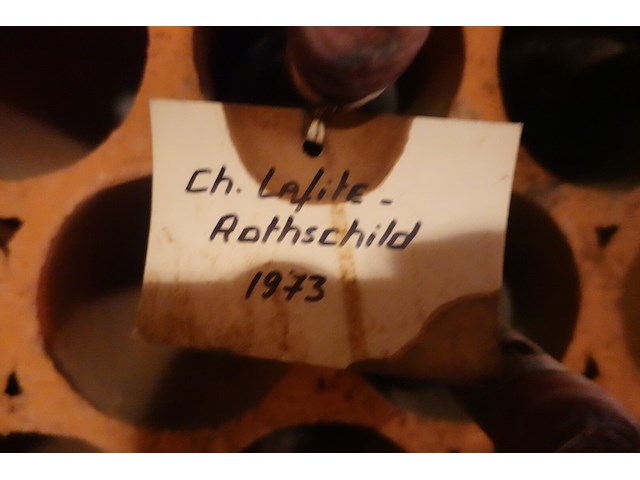 Ch. Lafite-
Rothschild
1973